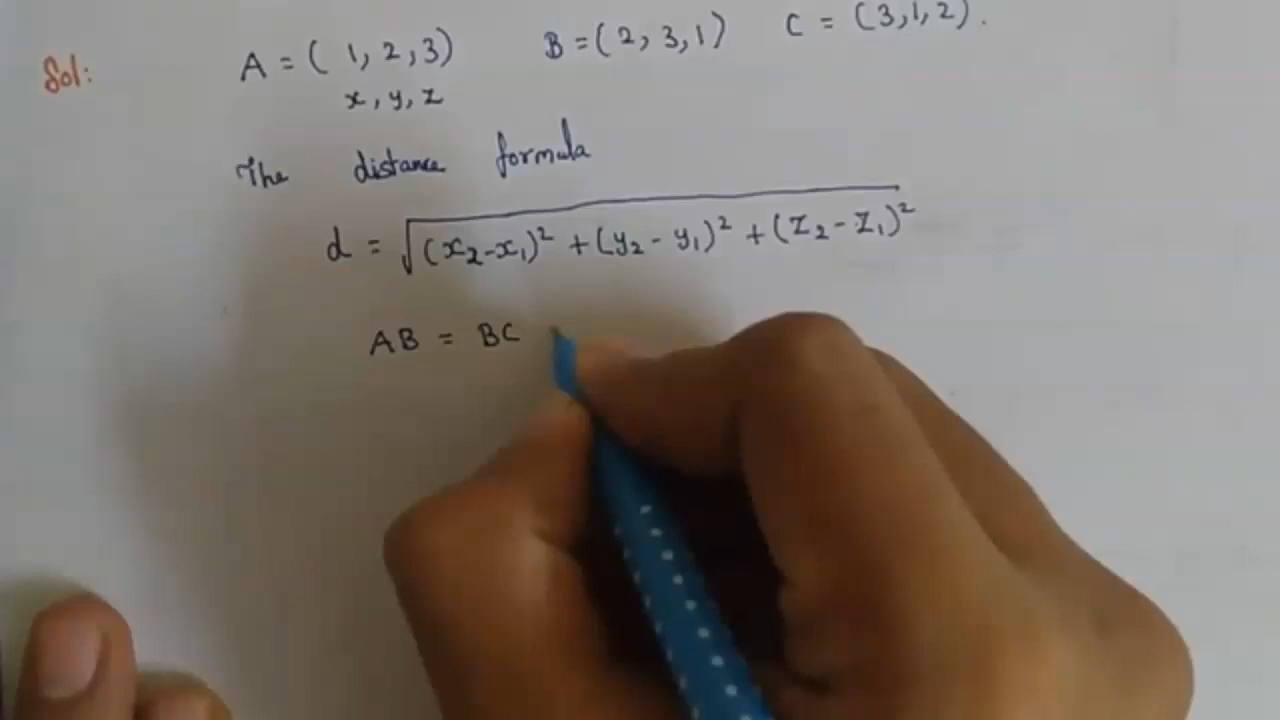 Sol: A = ( 1, 2, 3) B = ( 2, 3, 1) C = (3, 1, 2).
x, y, z
The distance formula
d = √(x₂-x₁)² + (y₂ - y₁)² + (z₂ - z₁)²
AB = BC